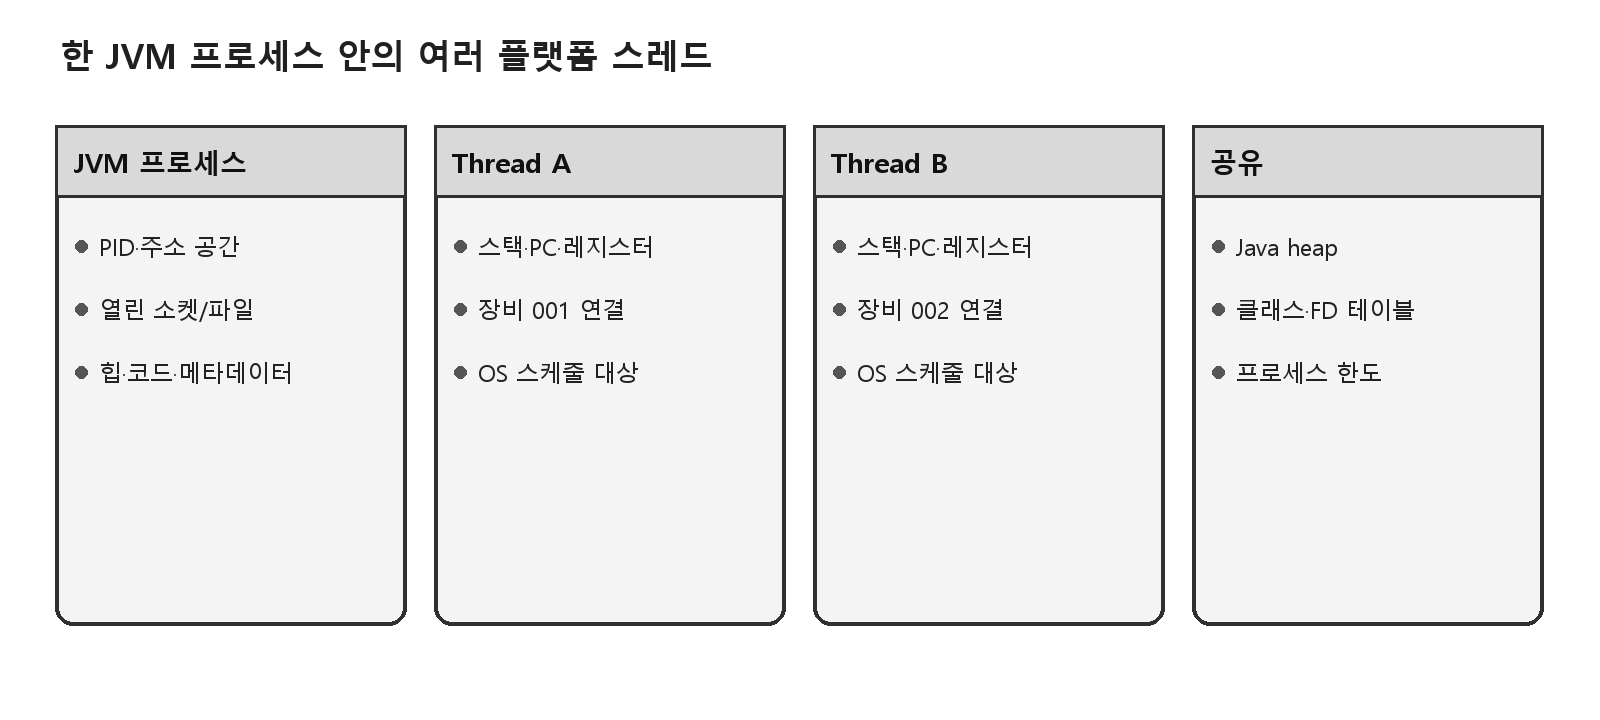 한 JVM 프로세스 안의 여러 플랫폼 스레드
JVM 프로세스
PID·주소 공간
열린 소켓/파일
힙·코드·메타데이터
Thread A
스택·PC·레지스터
장비 001 연결
OS 스케줄 대상
Thread B
스택·PC·레지스터
장비 002 연결
OS 스케줄 대상
공유
Java heap
클래스·FD 테이블
프로세스 한도